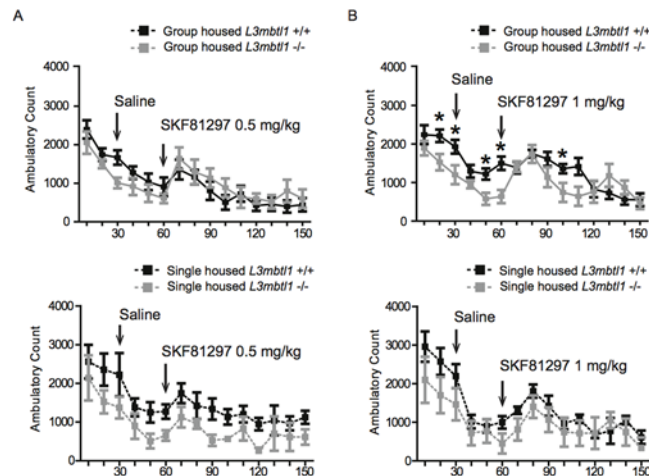 A
Group housed L3mbtl1 +/+
Group housed L3mbtl1 -/-
Ambulatory Count
4000
3000
2000
1000
0
Saline
SKF81297 0.5 mg/kg
30 60 90 120 150
B
Group housed L3mbtl1 +/+
Group housed L3mbtl1 -/-
Ambulatory Count
4000
3000
2000
1000
0
Saline
SKF81297 1 mg/kg
* * * * *
30 60 90 120 150
Single housed L3mbtl1 +/+
Single housed L3mbtl1 -/-
Ambulatory Count
4000
3000
2000
1000
0
Saline
SKF81297 0.5 mg/kg
30 60 90 120 150
Single housed L3mbtl1 +/+
Single housed L3mbtl1 -/-
Ambulatory Count
4000
3000
2000
1000
0
Saline
SKF81297 1 mg/kg
30 60 90 120 150